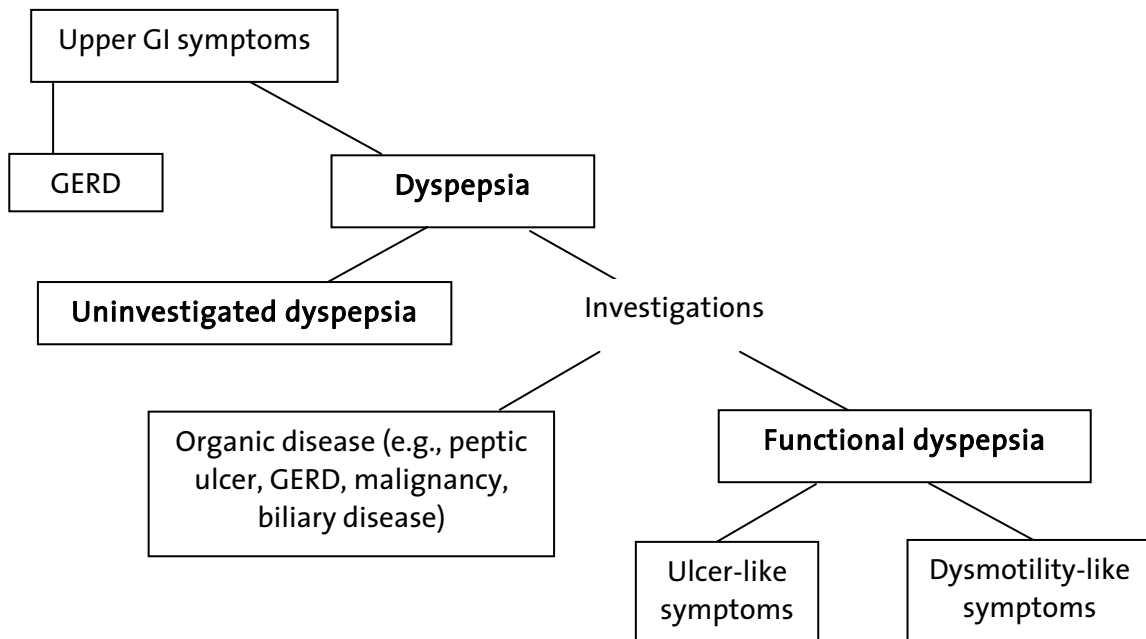 Upper GI symptoms
GERD
Dyspepsia
Uninvestigated dyspepsia
Investigations
Organic disease (e.g., peptic
ulcer, GERD, malignancy,
biliary disease)
Functional dyspepsia
Ulcer-like
symptoms
Dysmotility-like
symptoms